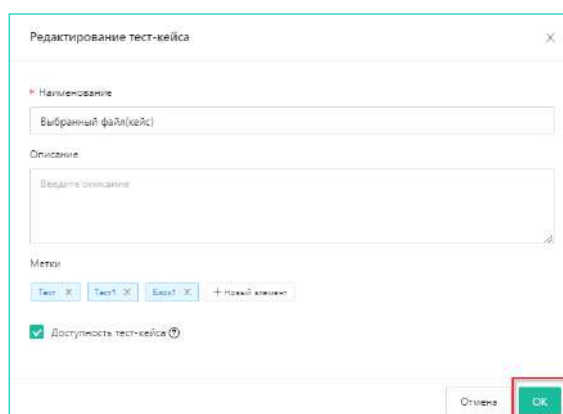 Редактирование тест-кейса
* Наименование
Выбранный файл(кейс)
Описание
Введите описание
Метки
Тест × Тест1 × Блок1 × + Новый элемент
Доступность тест-кейса ?
Отмена OK